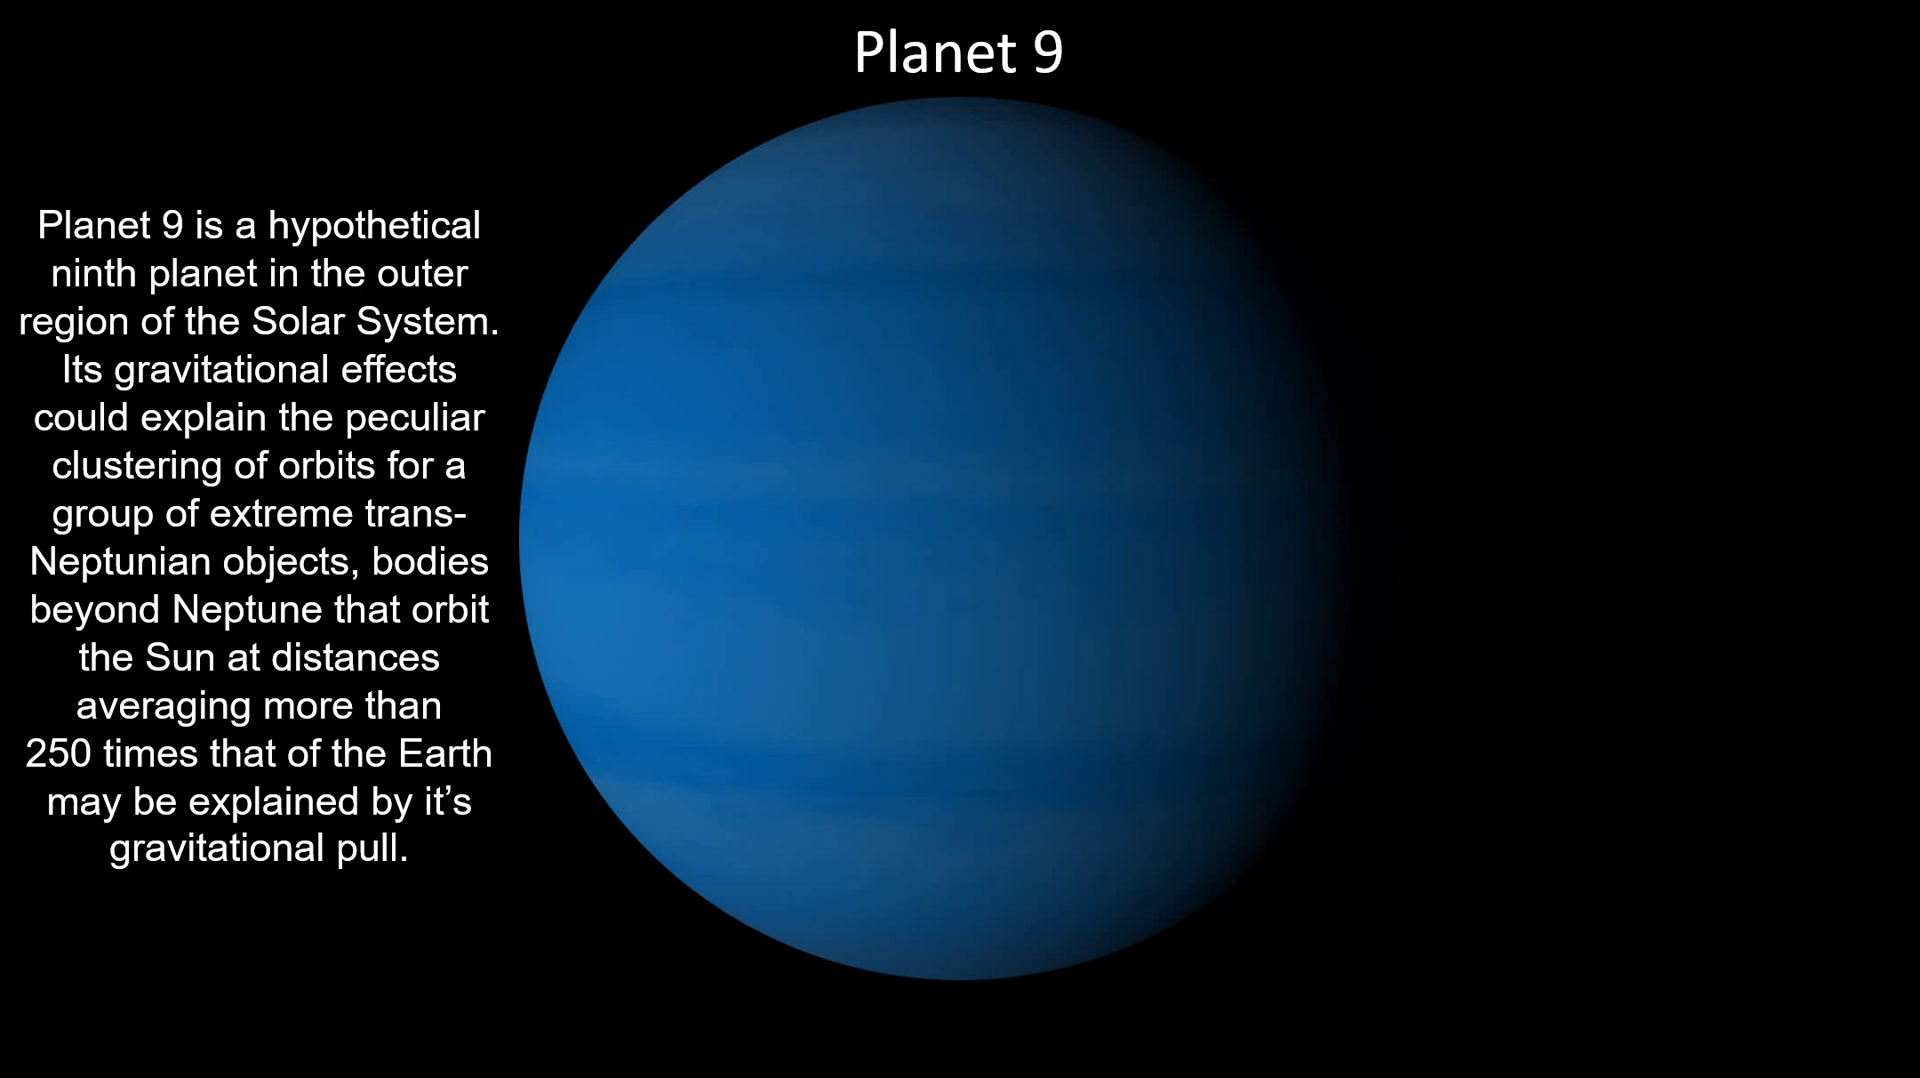 Planet 9
Planet 9 is a hypothetical
ninth planet in the outer
region of the Solar System.
Its gravitational effects
could explain the peculiar
clustering of orbits for a
group of extreme trans-
Neptunian objects, bodies
beyond Neptune that orbit
the Sun at distances
averaging more than
250 times that of the Earth
may be explained by it’s
gravitational pull.